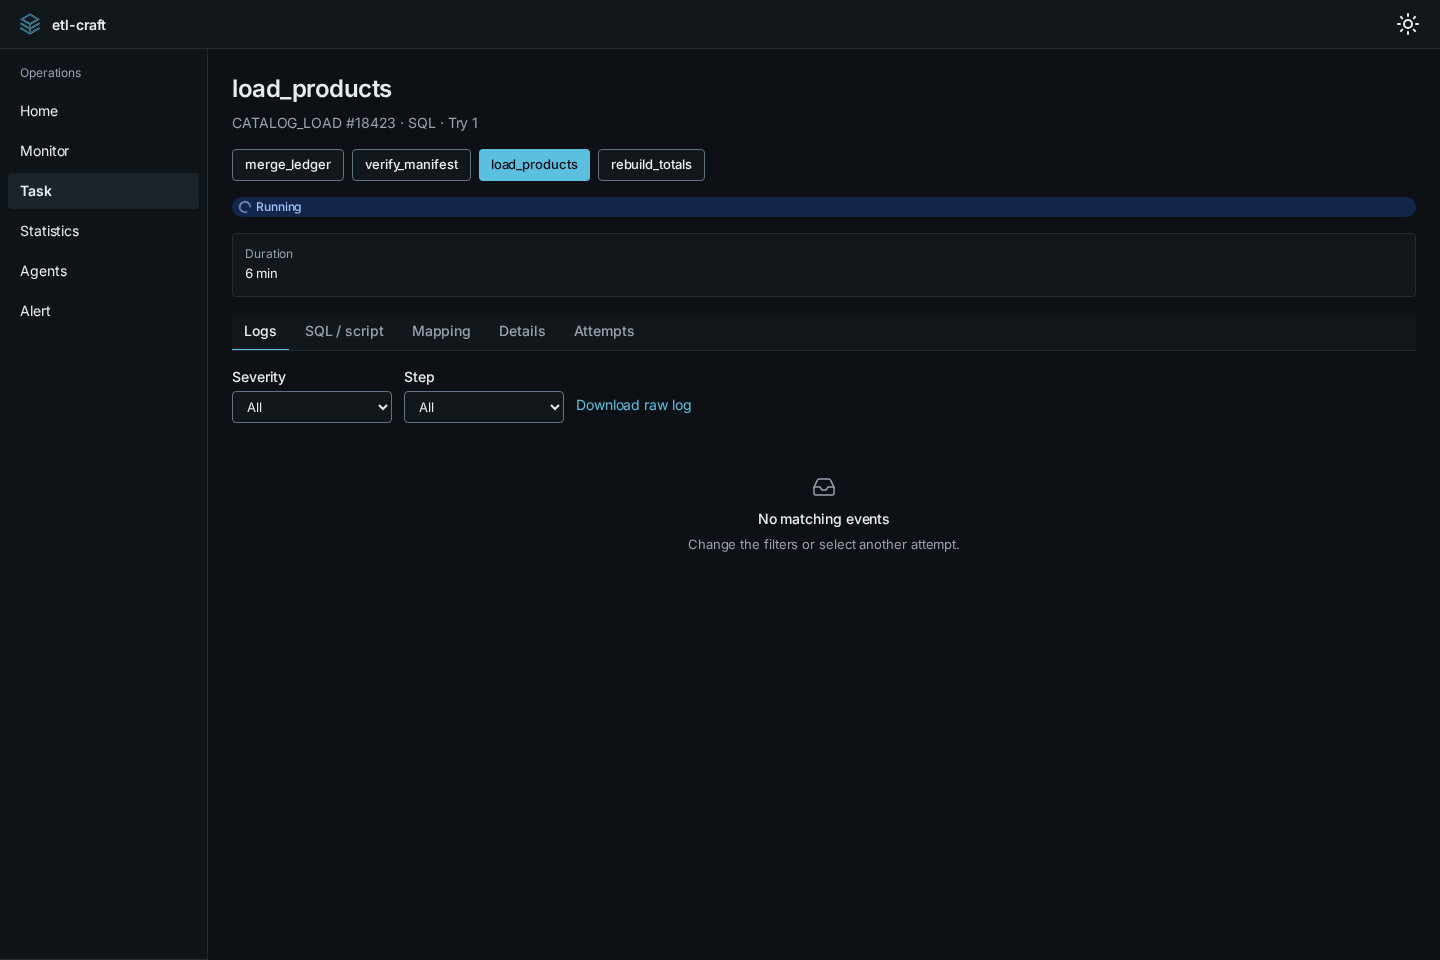 etl-craft
Operations
Home
Monitor
Task
Statistics
Agents
Alert
load_products
CATALOG_LOAD #18423 · SQL · Try 1
merge_ledger verify_manifest load_products rebuild_totals
Running
Duration
6 min
Logs SQL / script Mapping Details Attempts
Severity Step
All All Download raw log
No matching events
Change the filters or select another attempt.